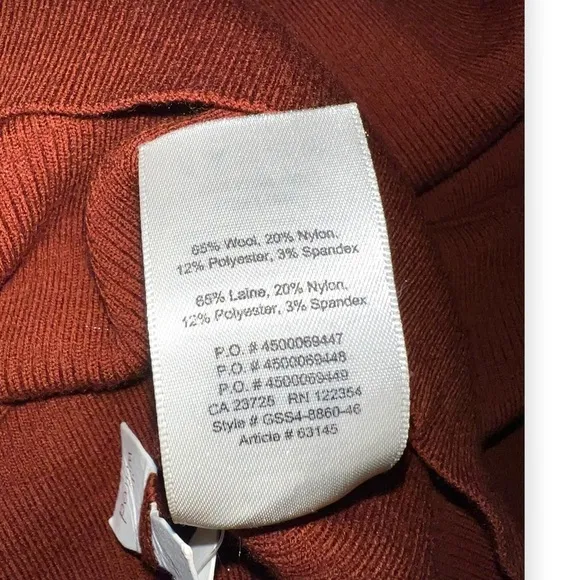 65% Wool, 20% Nylon,
12% Polyester, 3% Spandex
65% Laine, 20% Nylon,
12% Polyester, 3% Spandex
P.O. # 4500069447
P.O. # 4500069448
P.O. # 4500069449
CA 23725 RN 122354
Style # GSS4-8860-46
Article # 63145